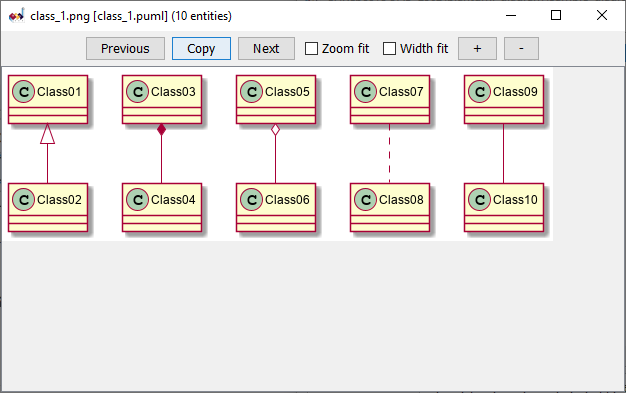 class_1.png [class_1.puml] (10 entities)
Previous Copy Next Zoom fit Width fit + -
C Class01 C Class03 C Class05 C Class07 C Class09
C Class02 C Class04 C Class06 C Class08 C Class10